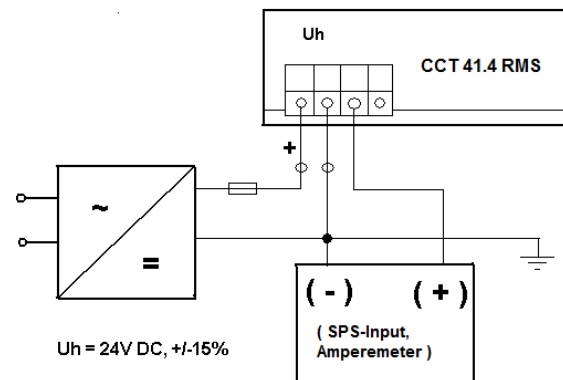 Uh
CCT 41.4 RMS
+
~
=
(-) (+)
( SPS-Input,
Amperemeter )
Uh = 24V DC, +/-15%